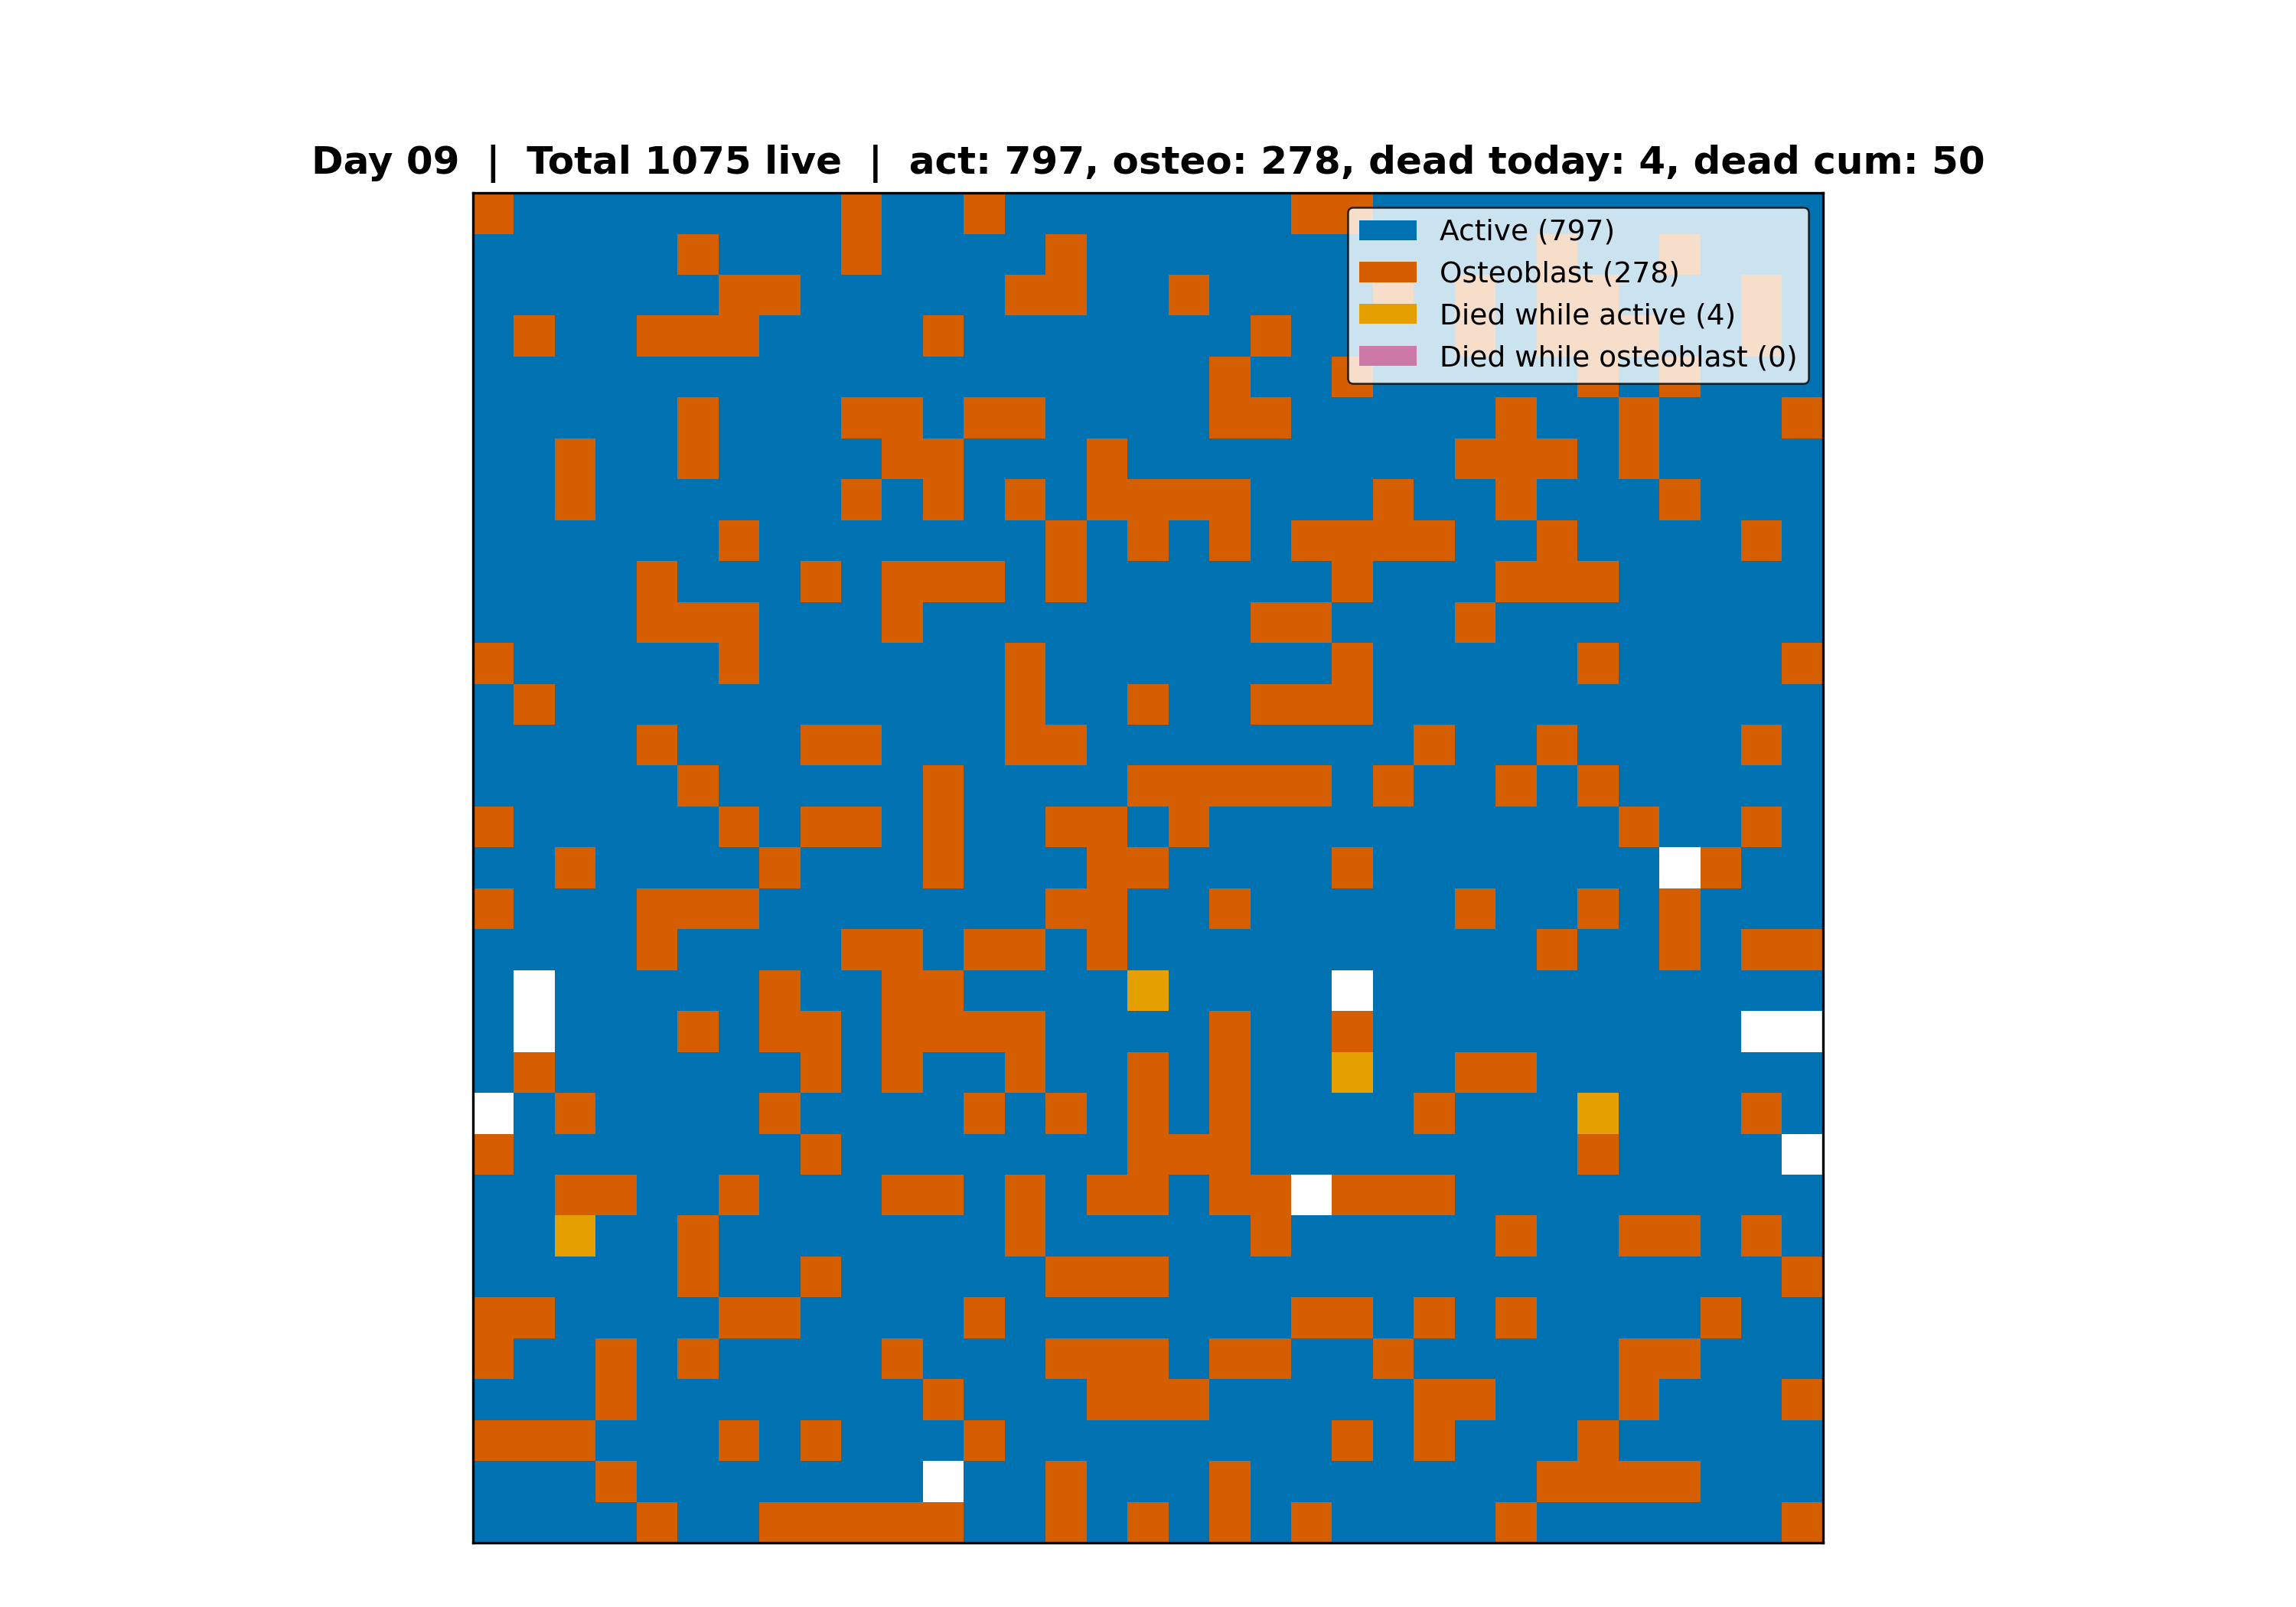 Day 09 | Total 1075 live | act: 797, osteo: 278, dead today: 4, dead cum: 50
Active (797)
Osteoblast (278)
Died while active (4)
Died while osteoblast (0)